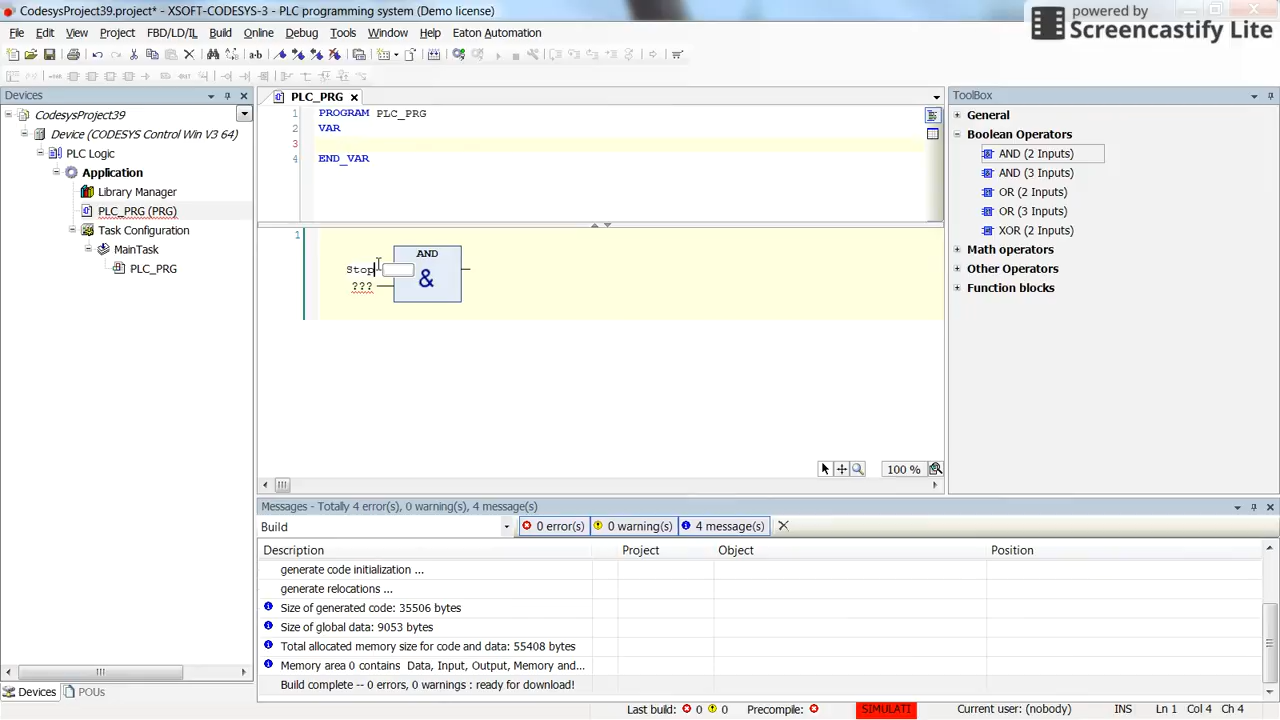 CodesysProject39.project* - XSOFT-CODESYS-3 - PLC programming system (Demo license)
powered by
Screencastify Lite
File Edit View Project FBD/LD/IL Build Online Debug Tools Window Help Eaton Automation
Devices
CodesysProject39
Device (CODESYS Control Win V3 64)
PLC Logic
Application
Library Manager
PLC_PRG (PRG)
Task Configuration
MainTask
PLC_PRG
Devices POUs
PLC_PRG
1 PROGRAM PLC_PRG
2 VAR
3
4 END_VAR
1
AND
Stop
&
???
100 %
ToolBox
General
Boolean Operators
AND (2 Inputs)
AND (3 Inputs)
OR (2 Inputs)
OR (3 Inputs)
XOR (2 Inputs)
Math operators
Other Operators
Function blocks
Messages - Totally 4 error(s), 0 warning(s), 4 message(s)
Build 0 error(s) 0 warning(s) 4 message(s)
Description Project Object Position
generate code initialization ...
generate relocations ...
Size of generated code: 35506 bytes
Size of global data: 9053 bytes
Total allocated memory size for code and data: 55408 bytes
Memory area 0 contains Data, Input, Output, Memory and...
Build complete -- 0 errors, 0 warnings : ready for download!
Last build: 0 0 Precompile: SIMULATI Current user: (nobody) INS Ln 1 Col 4 Ch 4